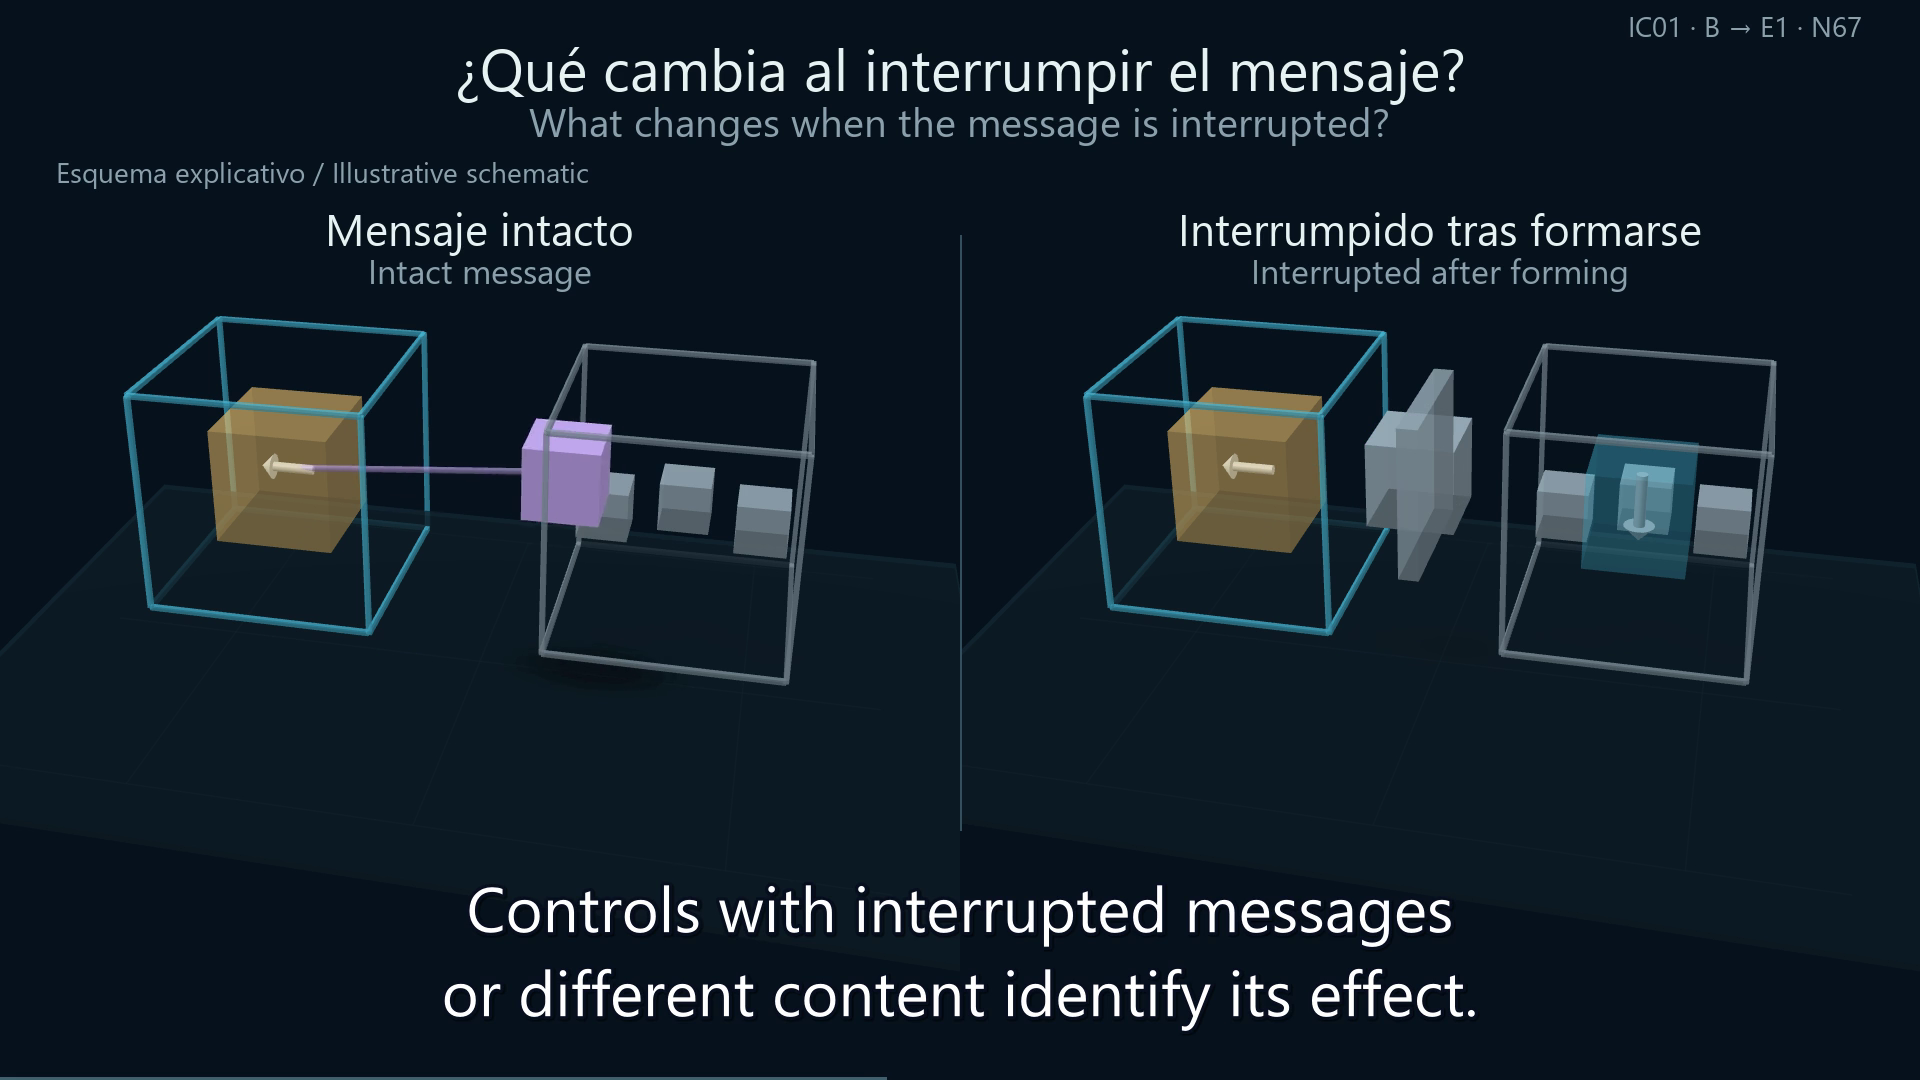 IC01 · B → E1 · N67
¿Qué cambia al interrumpir el mensaje?
What changes when the message is interrupted?
Esquema explicativo / Illustrative schematic
Mensaje intacto
Intact message
Interrumpido tras formarse
Interrupted after forming
Controls with interrupted messages
or different content identify its effect.